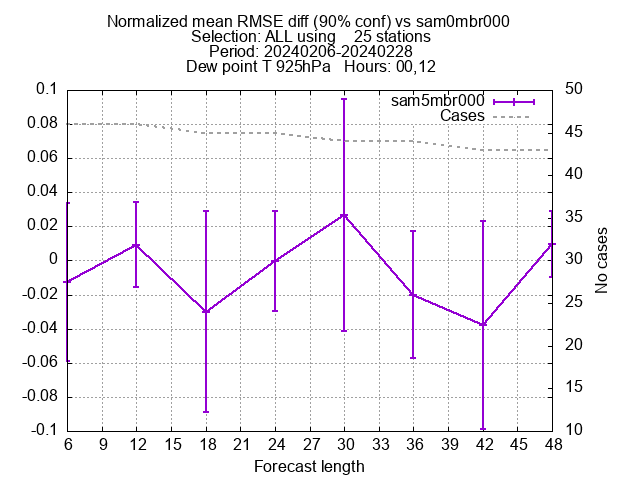 Normalized mean RMSE diff (90% conf) vs sam0mbr000
Selection: ALL using    25 stations
Period: 20240206-20240228
Dew point T 925hPa   Hours: 00,12
sam5mbr000
Cases
0.1
0.08
0.06
0.04
0.02
0
-0.02
-0.04
-0.06
-0.08
-0.1
50
45
40
35
30
25
20
15
10
No cases
6 9 12 15 18 21 24 27 30 33 36 39 42 45 48
Forecast length